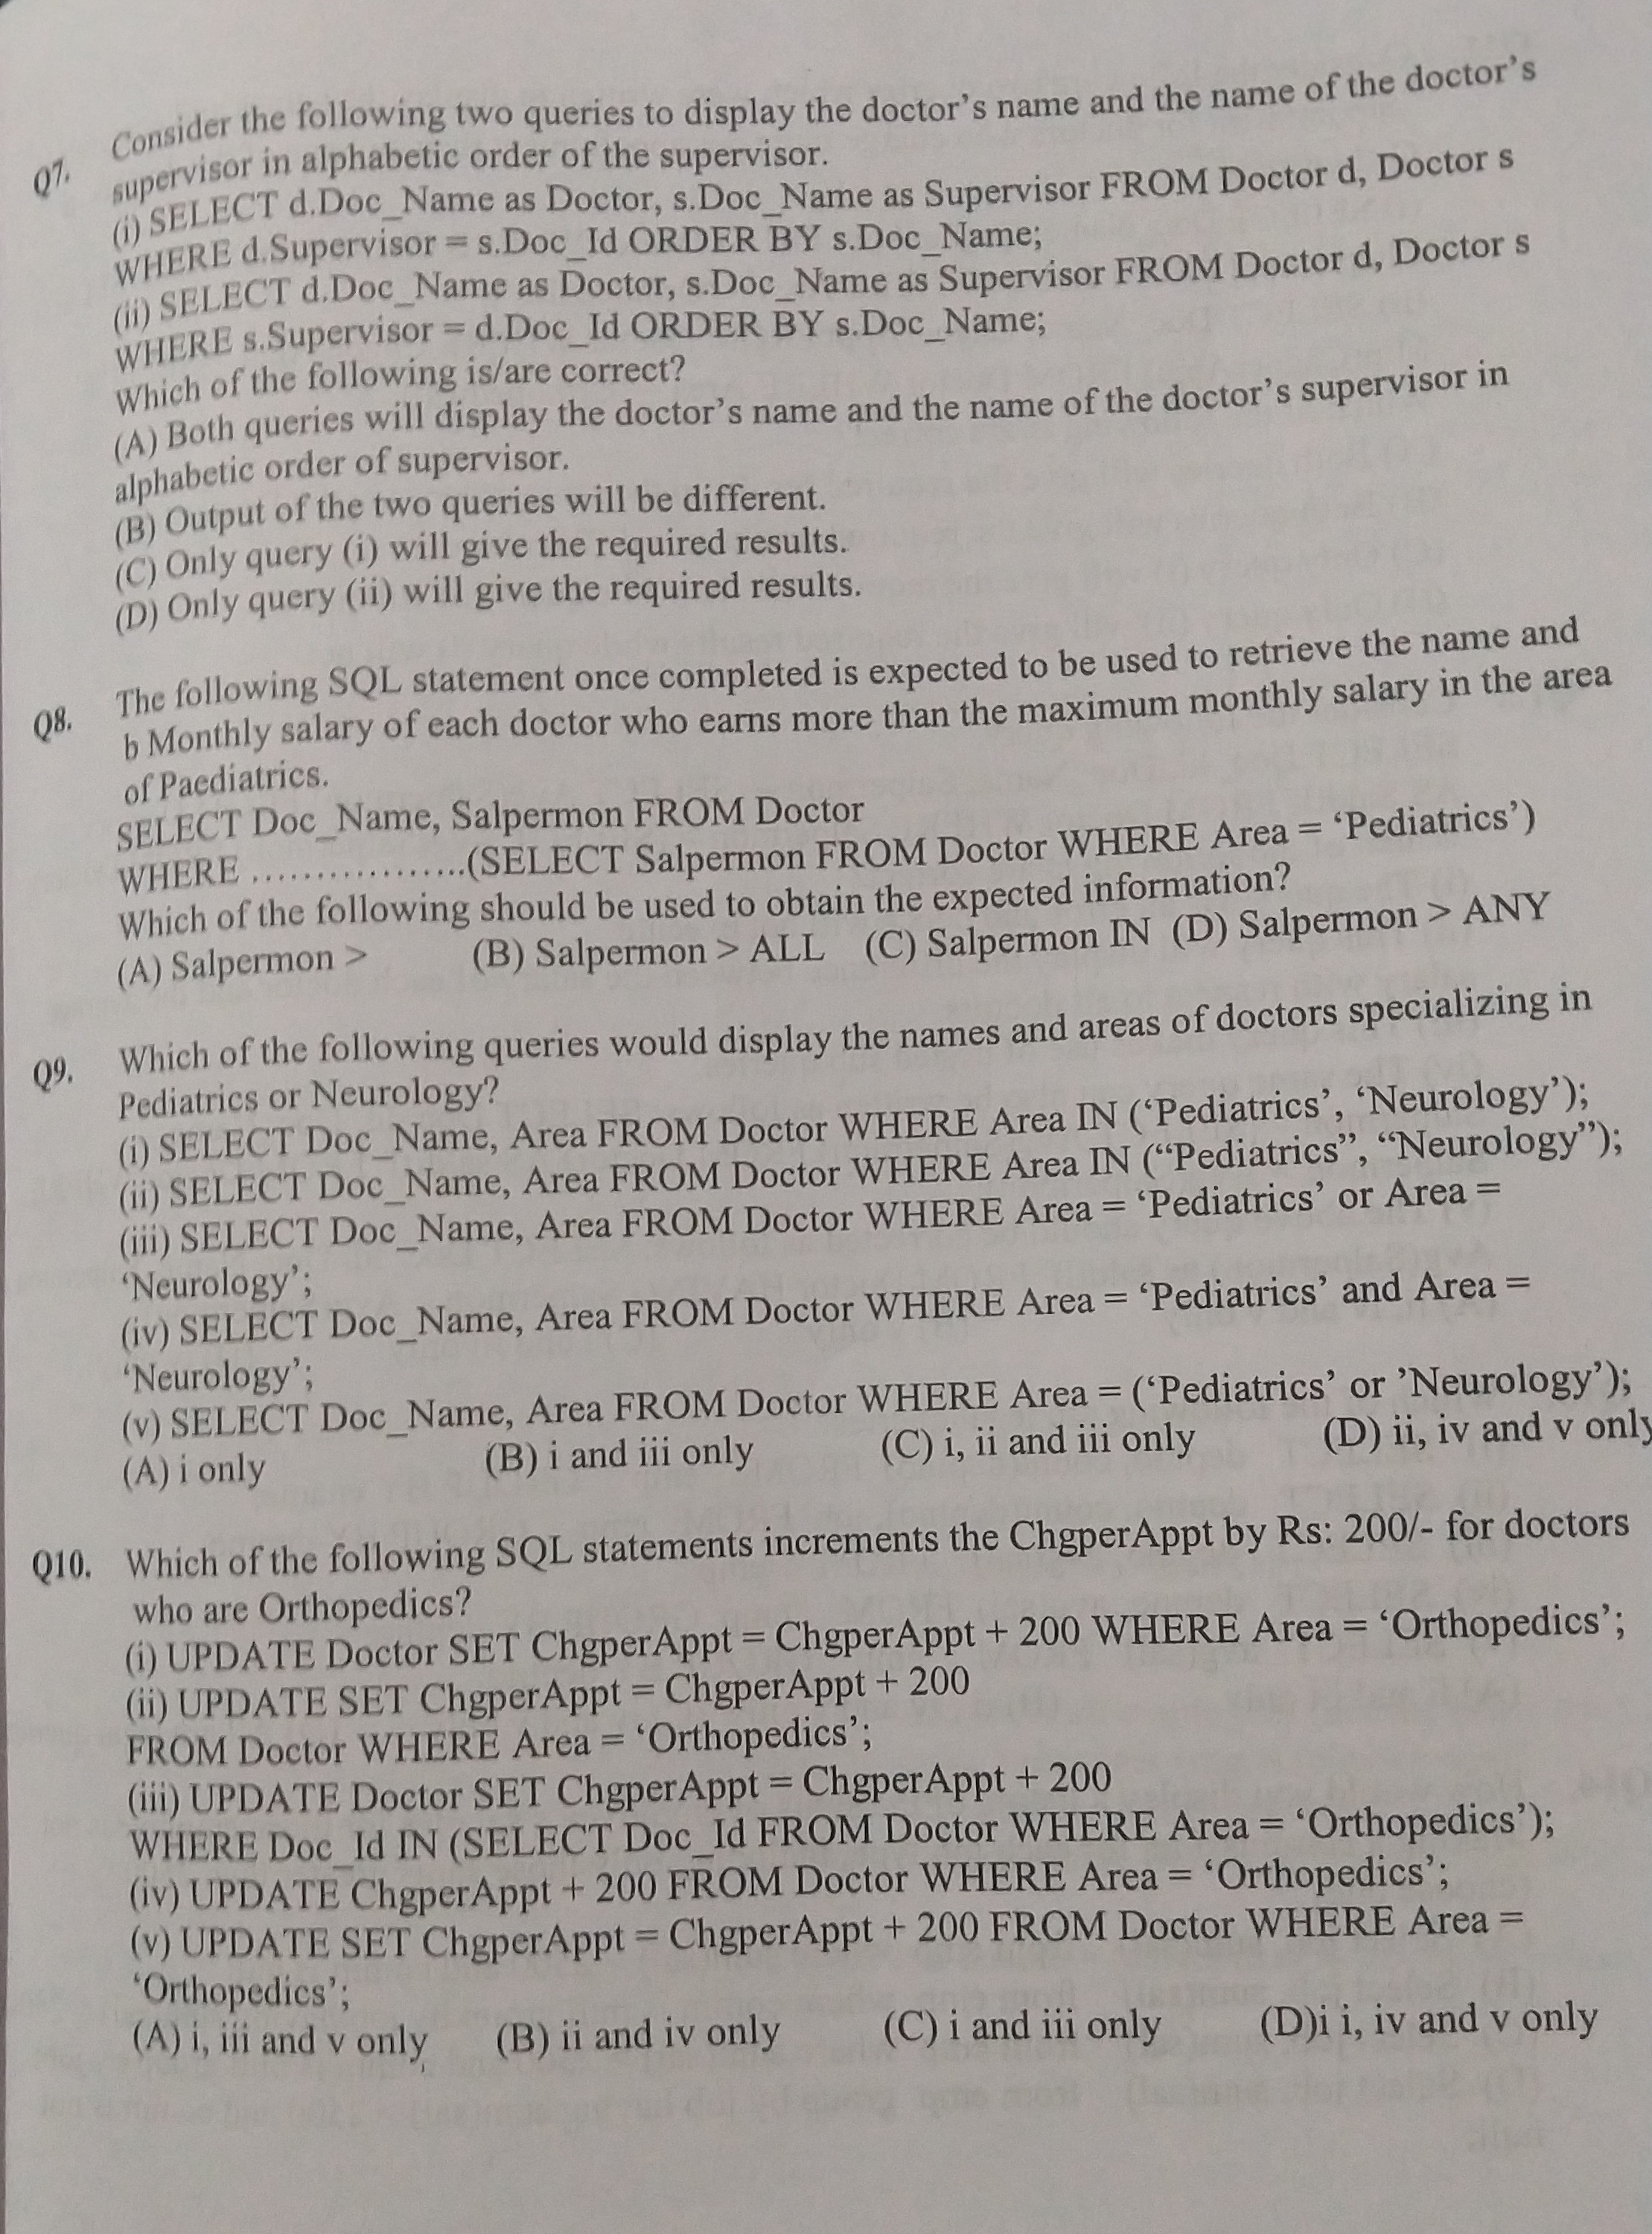 Q7. Consider the following two queries to display the doctor's name and the name of the doctor's
supervisor in alphabetic order of the supervisor.
(i) SELECT d.Doc_Name as Doctor, s.Doc_Name as Supervisor FROM Doctor d, Doctor s
WHERE d.Supervisor = s.Doc_Id ORDER BY s.Doc_Name;
(ii) SELECT d.Doc_Name as Doctor, s.Doc_Name as Supervisor FROM Doctor d, Doctor s
WHERE s.Supervisor = d.Doc_Id ORDER BY s.Doc_Name;
Which of the following is/are correct?
(A) Both queries will display the doctor's name and the name of the doctor's supervisor in
alphabetic order of supervisor.
(B) Output of the two queries will be different.
(C) Only query (i) will give the required results.
(D) Only query (ii) will give the required results.
Q8. The following SQL statement once completed is expected to be used to retrieve the name and
b Monthly salary of each doctor who earns more than the maximum monthly salary in the area
of Paediatrics.
SELECT Doc_Name, Salpermon FROM Doctor
WHERE ..................(SELECT Salpermon FROM Doctor WHERE Area = ‘Pediatrics’)
Which of the following should be used to obtain the expected information?
(A) Salpermon > (B) Salpermon > ALL (C) Salpermon IN (D) Salpermon > ANY
Q9. Which of the following queries would display the names and areas of doctors specializing in
Pediatrics or Neurology?
(i) SELECT Doc_Name, Area FROM Doctor WHERE Area IN (‘Pediatrics’, ‘Neurology’);
(ii) SELECT Doc_Name, Area FROM Doctor WHERE Area IN (“Pediatrics”, “Neurology”);
(iii) SELECT Doc_Name, Area FROM Doctor WHERE Area = ‘Pediatrics’ or Area =
‘Neurology’;
(iv) SELECT Doc_Name, Area FROM Doctor WHERE Area = ‘Pediatrics’ and Area =
‘Neurology’;
(v) SELECT Doc_Name, Area FROM Doctor WHERE Area = (‘Pediatrics’ or ’Neurology’);
(A) i only (B) i and iii only (C) i, ii and iii only (D) ii, iv and v only
Q10. Which of the following SQL statements increments the ChgperAppt by Rs: 200/- for doctors
who are Orthopedics?
(i) UPDATE Doctor SET ChgperAppt = ChgperAppt + 200 WHERE Area = ‘Orthopedics’;
(ii) UPDATE SET ChgperAppt = ChgperAppt + 200
FROM Doctor WHERE Area = ‘Orthopedics’;
(iii) UPDATE Doctor SET ChgperAppt = ChgperAppt + 200
WHERE Doc_Id IN (SELECT Doc_Id FROM Doctor WHERE Area = ‘Orthopedics’);
(iv) UPDATE ChgperAppt + 200 FROM Doctor WHERE Area = ‘Orthopedics’;
(v) UPDATE SET ChgperAppt = ChgperAppt + 200 FROM Doctor WHERE Area =
‘Orthopedics’;
(A) i, iii and v only (B) ii and iv only (C) i and iii only (D)i i, iv and v only